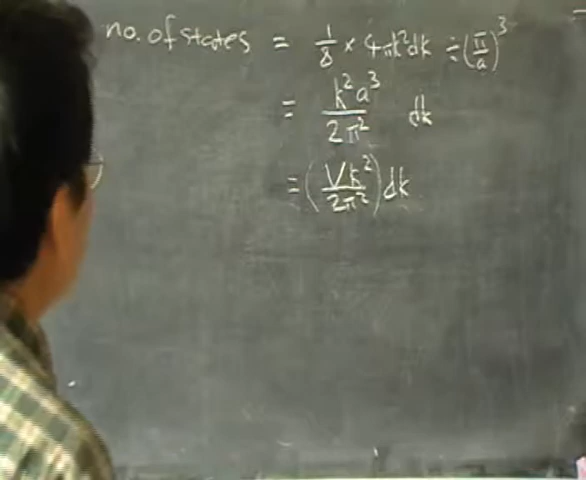 no. of states = 1/8 × 4πk²dk ÷ (π/a)³
= k²a³/2π² dk
= (Vk²/2π²) dk